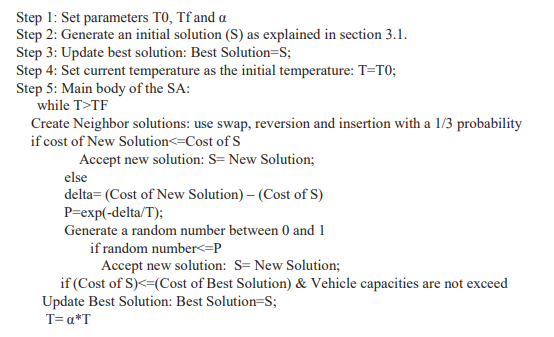 Step 1: Set parameters T0, Tf and α
Step 2: Generate an initial solution (S) as explained in section 3.1.
Step 3: Update best solution: Best Solution=S;
Step 4: Set current temperature as the initial temperature: T=T0;
Step 5: Main body of the SA:
while T>TF
Create Neighbor solutions: use swap, reversion and insertion with a 1/3 probability
if cost of New Solution<=Cost of S
Accept new solution: S= New Solution;
else
delta= (Cost of New Solution) – (Cost of S)
P=exp(-delta/T);
Generate a random number between 0 and 1
if random number<=P
Accept new solution: S= New Solution;
if (Cost of S)<=(Cost of Best Solution) & Vehicle capacities are not exceed
Update Best Solution: Best Solution=S;
T= α*T